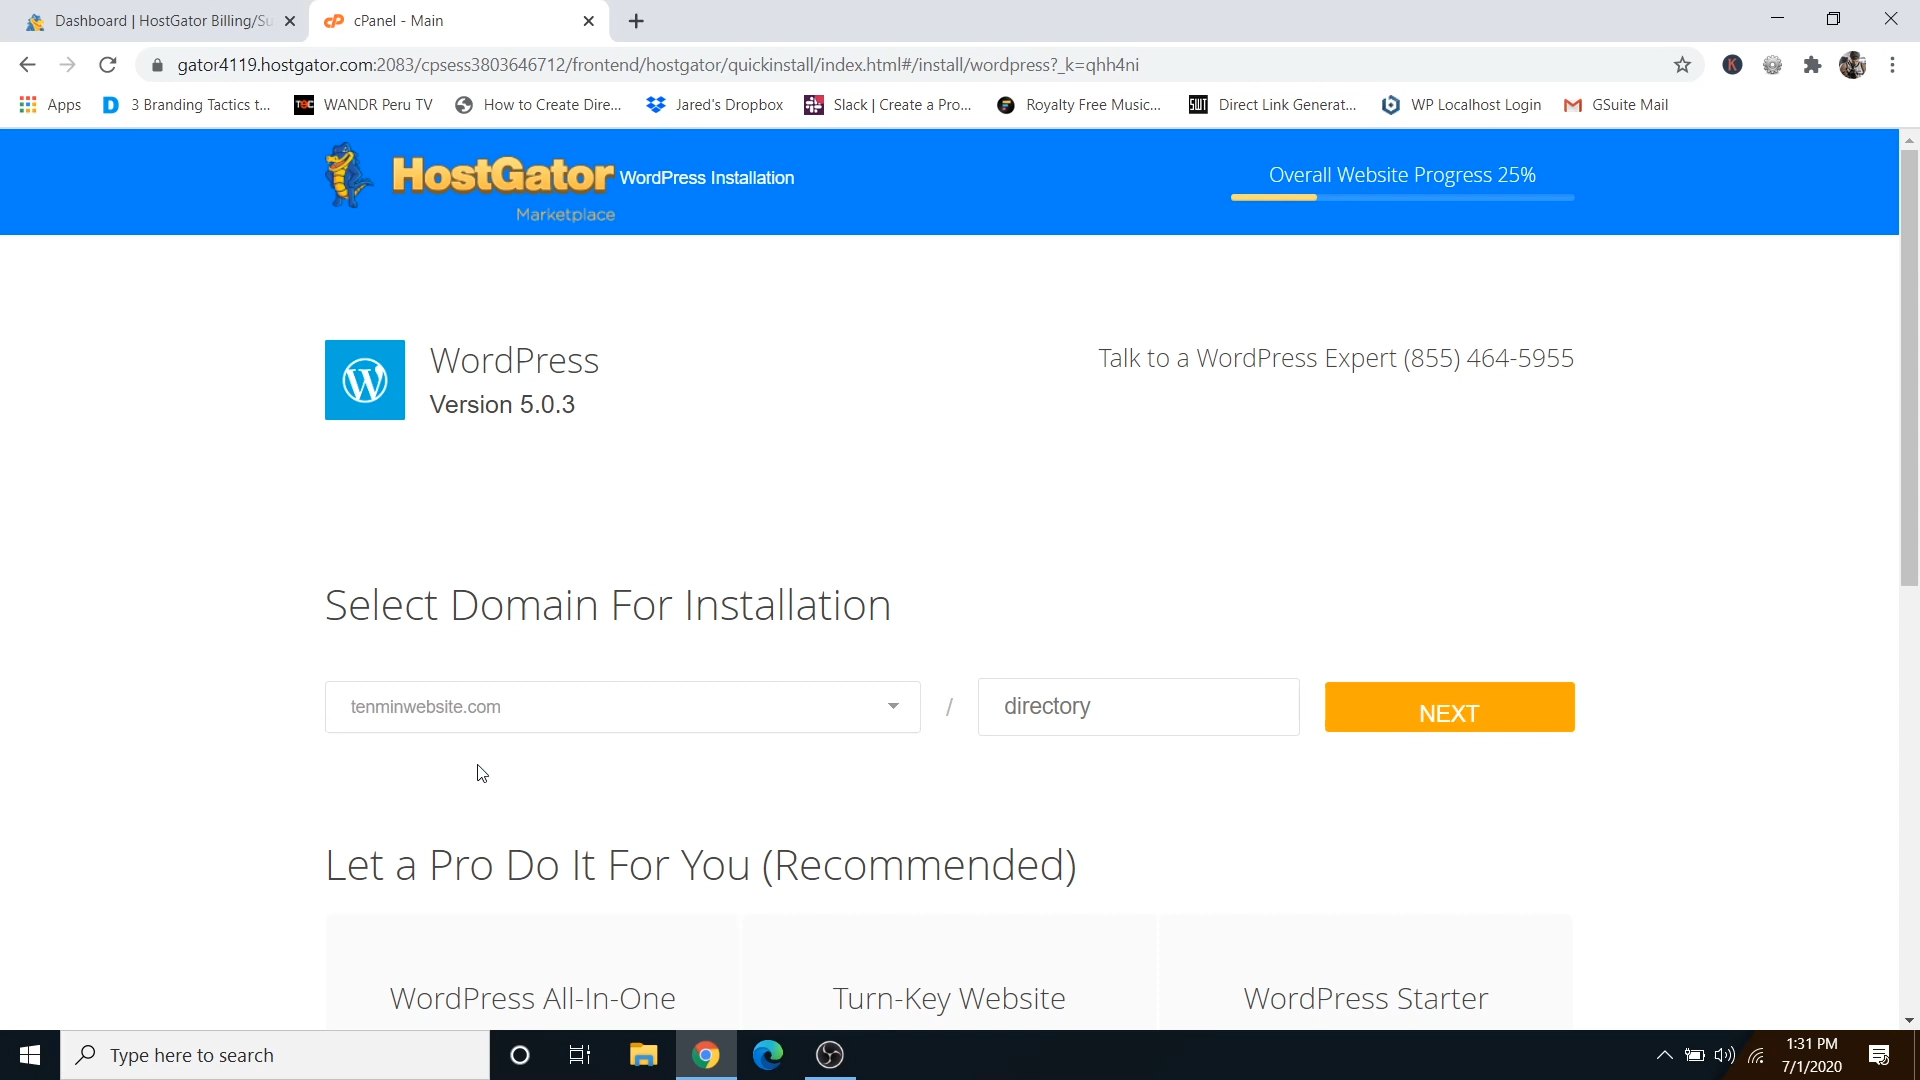 Dashboard | HostGator Billing/Su
cPanel - Main
gator4119.hostgator.com:2083/cpsess3803646712/frontend/hostgator/quickinstall/index.html#/install/wordpress?_k=qhh4ni
Apps
3 Branding Tactics t...
WANDR Peru TV
How to Create Dire...
Jared's Dropbox
Slack | Create a Pro...
Royalty Free Music...
Direct Link Generat...
WP Localhost Login
GSuite Mail
HostGator WordPress Installation
Marketplace
Overall Website Progress 25%
WordPress
Version 5.0.3
Talk to a WordPress Expert (855) 464-5955
Select Domain For Installation
tenminwebsite.com / directory NEXT
Let a Pro Do It For You (Recommended)
WordPress All-In-One
Turn-Key Website
WordPress Starter
Type here to search
1:31 PM
7/1/2020